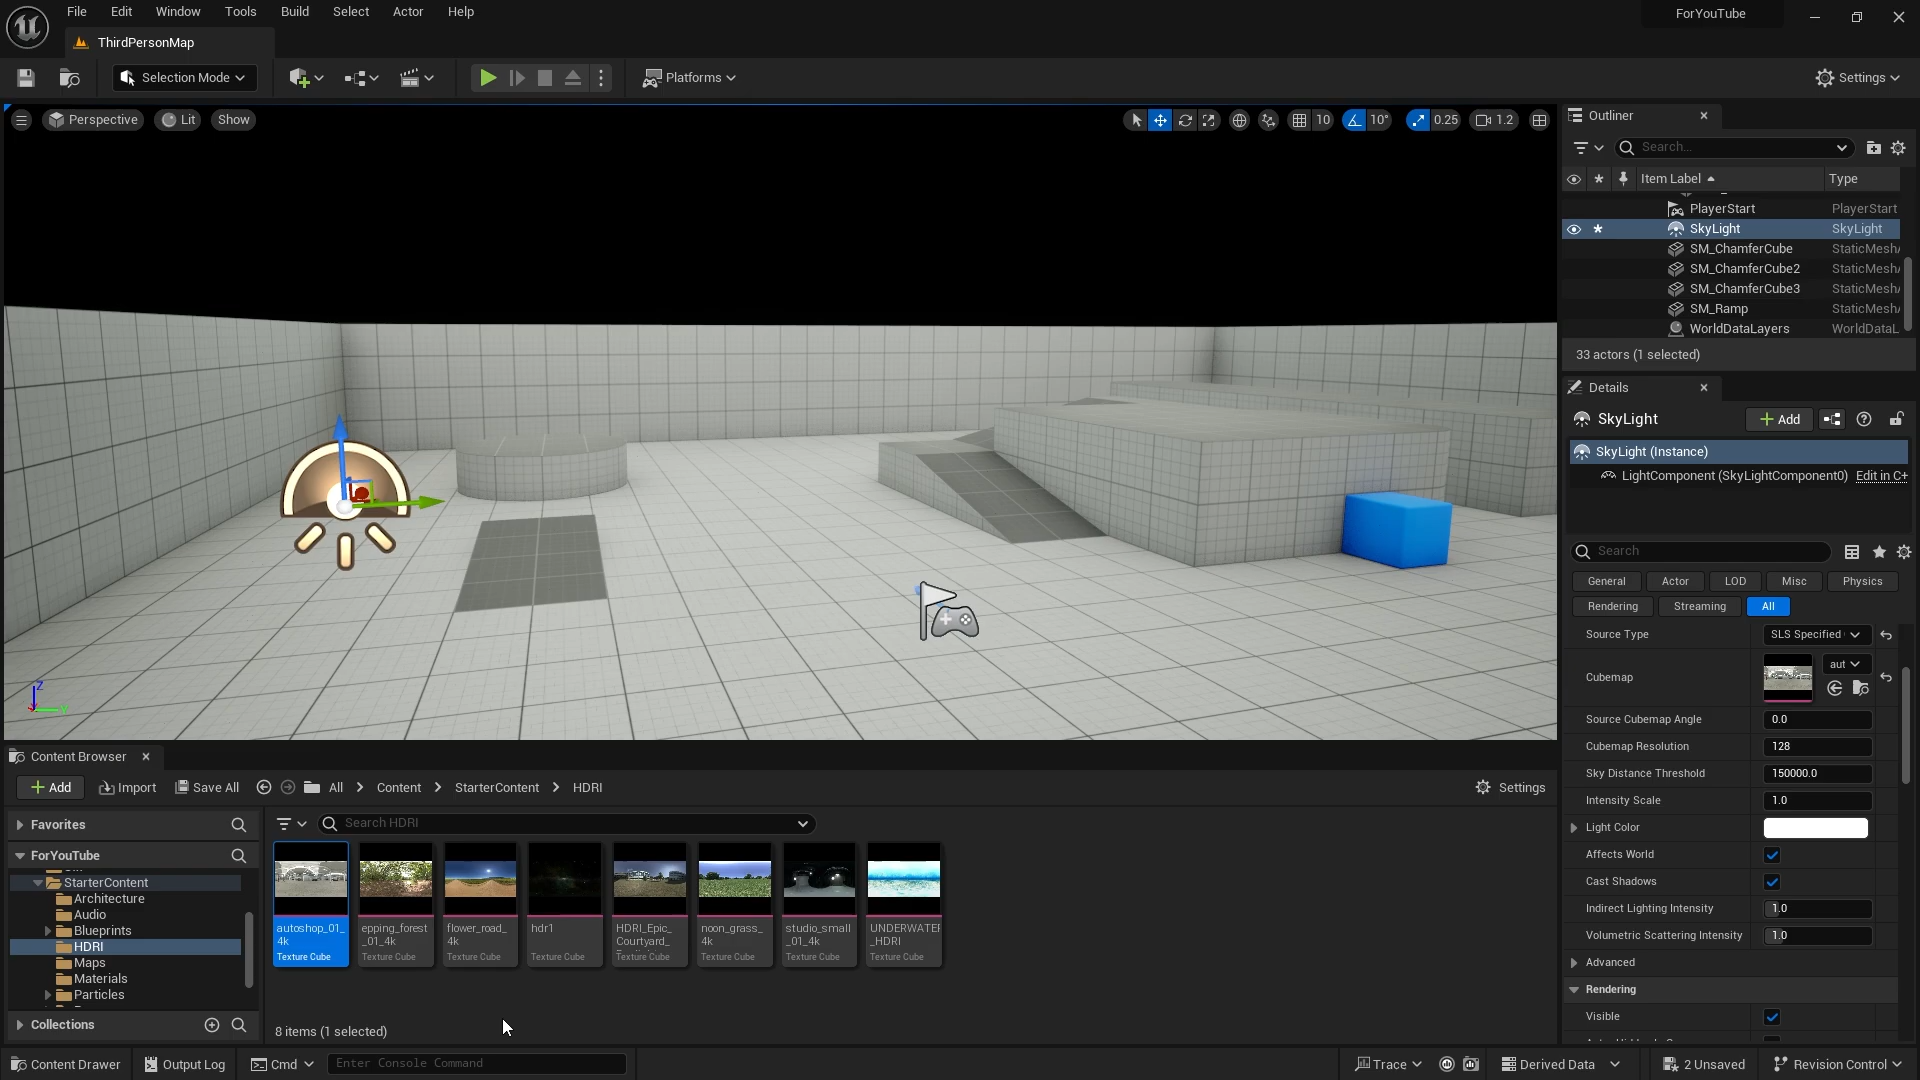 File Edit Window Tools Build Select Actor Help
ForYouTube
ThirdPersonMap
Selection Mode
Platforms
Settings
Perspective Lit Show
10 10° 0.25 1.2
Outliner
Search...
Item Label Type
PlayerStart PlayerStart
SkyLight SkyLight
SM_ChamferCube StaticMesh
SM_ChamferCube2 StaticMesh
SM_ChamferCube3 StaticMesh
SM_Ramp StaticMesh
WorldDataLayers WorldDataL
33 actors (1 selected)
Details
SkyLight
Add
SkyLight (Instance)
LightComponent (SkyLightComponent0) Edit in C+
Search
General Actor LOD Misc Physics
Rendering Streaming All
Source Type SLS Specified
Cubemap aut
Source Cubemap Angle 0.0
Cubemap Resolution 128
Sky Distance Threshold 150000.0
Intensity Scale 1.0
Light Color
Affects World
Cast Shadows
Indirect Lighting Intensity 1.0
Volumetric Scattering Intensity 1.0
Advanced
Rendering
Visible
Z
Y
Content Browser
Add Import Save All All Content StarterContent HDRI Settings
Favorites
ForYouTube
StarterContent
Architecture
Audio
Blueprints
HDRI
Maps
Materials
Particles
Collections
Search HDRI
autoshop_01_
4k
Texture Cube
epping_forest
_01_4k
Texture Cube
flower_road_
4k
Texture Cube
hdr1
Texture Cube
HDRI_Epic_
Courtyard_
Texture Cube
noon_grass_
4k
Texture Cube
studio_small
_01_4k
Texture Cube
UNDERWATER
_HDRI
Texture Cube
8 items (1 selected)
Content Drawer Output Log Cmd Enter Console Command Trace Derived Data 2 Unsaved Revision Control